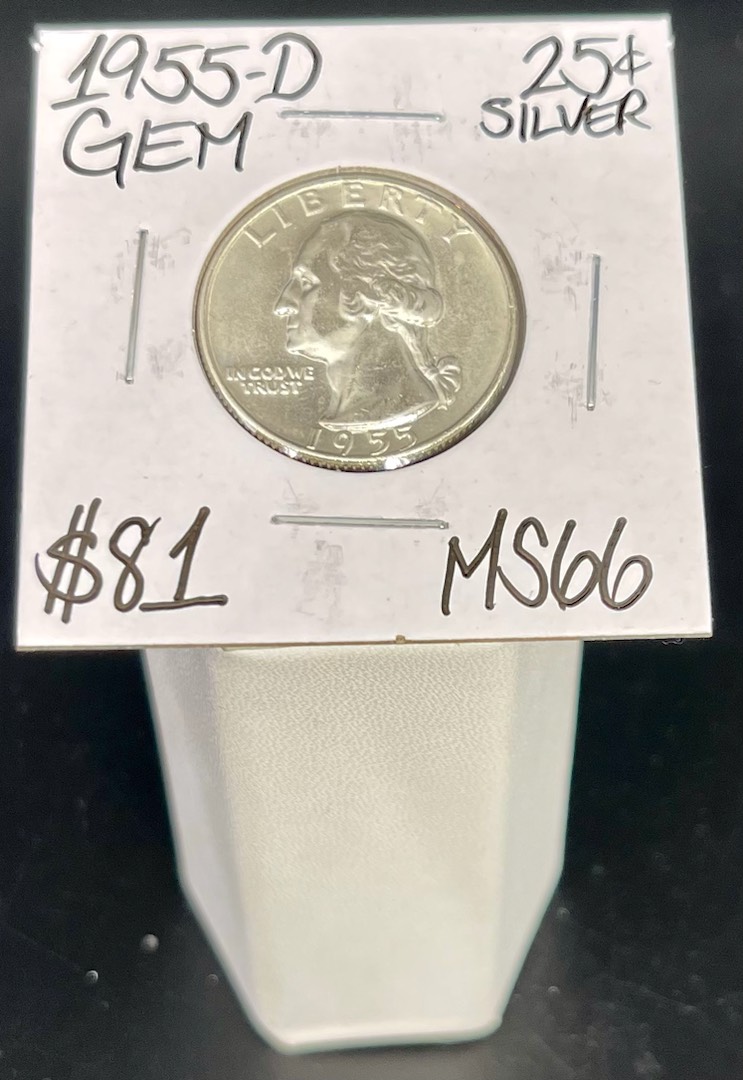 1955-D
GEM
25¢
SILVER
LIBERTY
IN GOD WE
TRUST
1955
$81
MS66